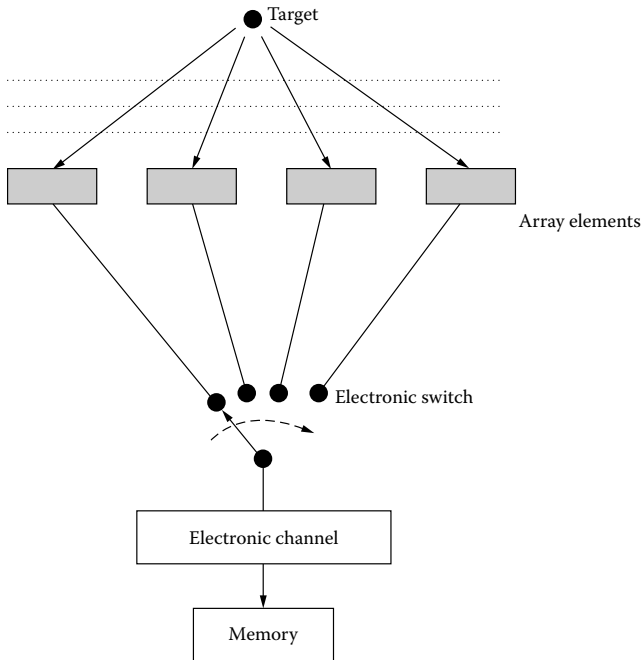 Target
Array elements
Electronic switch
Electronic channel
Memory